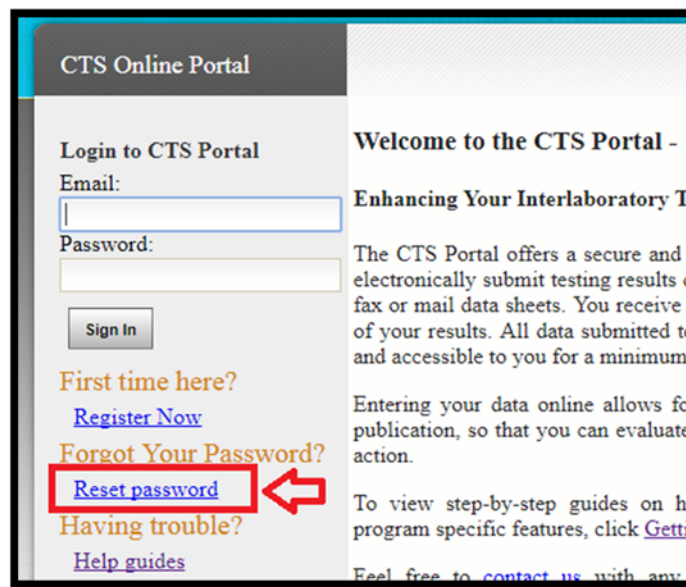 CTS Online Portal
Login to CTS Portal
Email:
Password:
Sign In
First time here?
Register Now
Forgot Your Password?
Reset password
Having trouble?
Help guides
Welcome to the CTS Portal -
Enhancing Your Interlaboratory
The CTS Portal offers a secure and
electronically submit testing results
fax or mail data sheets. You receive
of your results. All data submitted
and accessible to you for a minimum
Entering your data online allows
publication, so that you can evaluate
action.
To view step-by-step guides on
program specific features, click
Feel free to contact us with any